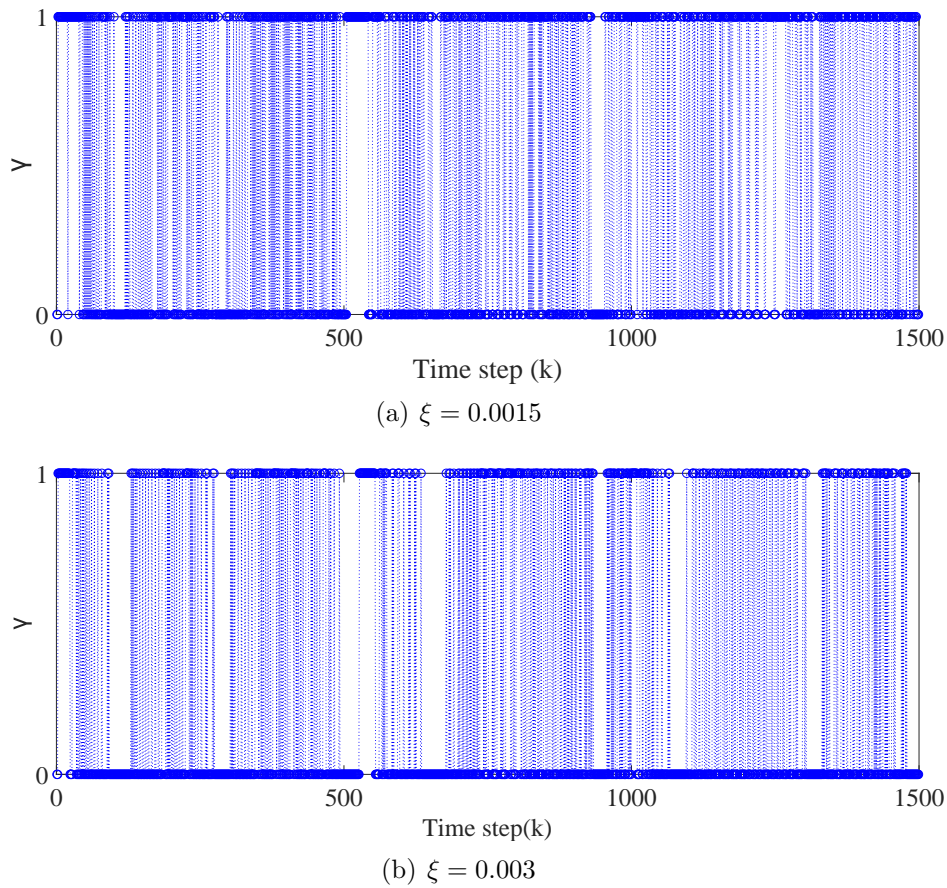 1
γ
0
0 500 1000 1500
Time step (k)
(a) ξ = 0.0015
1
γ
0
0 500 1000 1500
Time step(k)
(b) ξ = 0.003